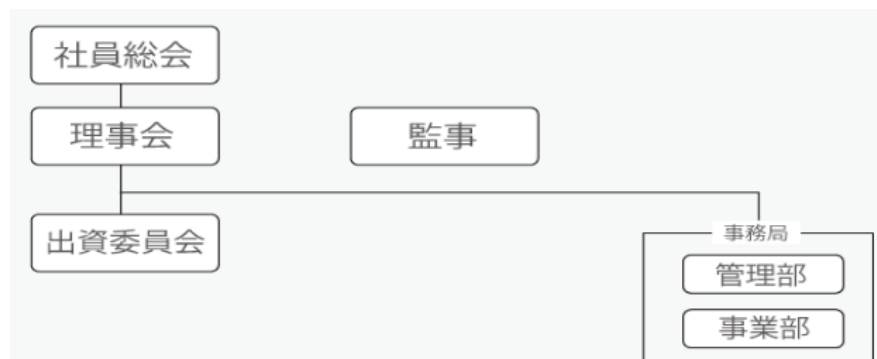 社員総会
理事会
監事
出資委員会
事務局
管理部
事業部